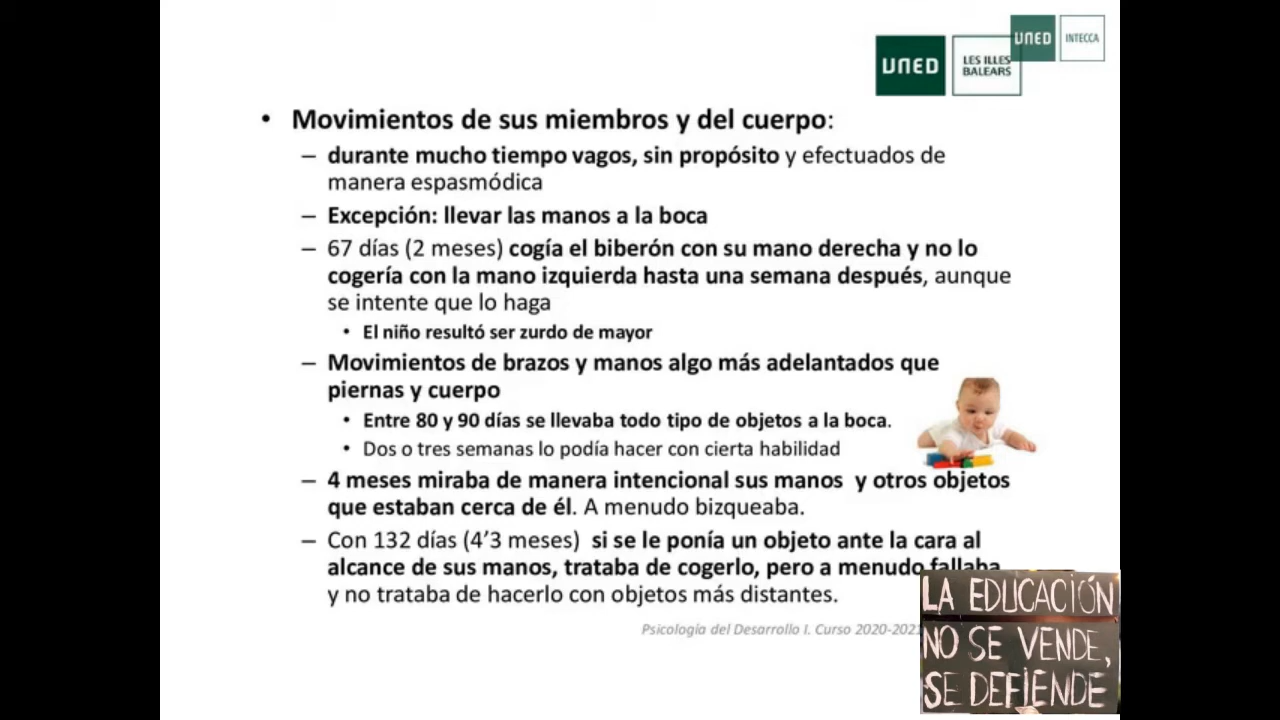 UNED
INTECCA
UNED
LES ILLES
BALEARS
• Movimientos de sus miembros y del cuerpo:
– durante mucho tiempo vagos, sin propósito y efectuados de
manera espasmódica
– Excepción: llevar las manos a la boca
– 67 días (2 meses) cogía el biberón con su mano derecha y no lo
cogería con la mano izquierda hasta una semana después, aunque
se intente que lo haga
• El niño resultó ser zurdo de mayor
– Movimientos de brazos y manos algo más adelantados que
piernas y cuerpo
• Entre 80 y 90 días se llevaba todo tipo de objetos a la boca.
• Dos o tres semanas lo podía hacer con cierta habilidad
– 4 meses miraba de manera intencional sus manos y otros objetos
que estaban cerca de él. A menudo bizqueaba.
– Con 132 días (4’3 meses) si se le ponía un objeto ante la cara al
alcance de sus manos, trataba de cogerlo, pero a menudo fallaba
y no trataba de hacerlo con objetos más distantes.
Psicología del Desarrollo I. Curso 2020-2021
LA EDUCACIÓN
NO SE VENDE,
SE DEFIENDE